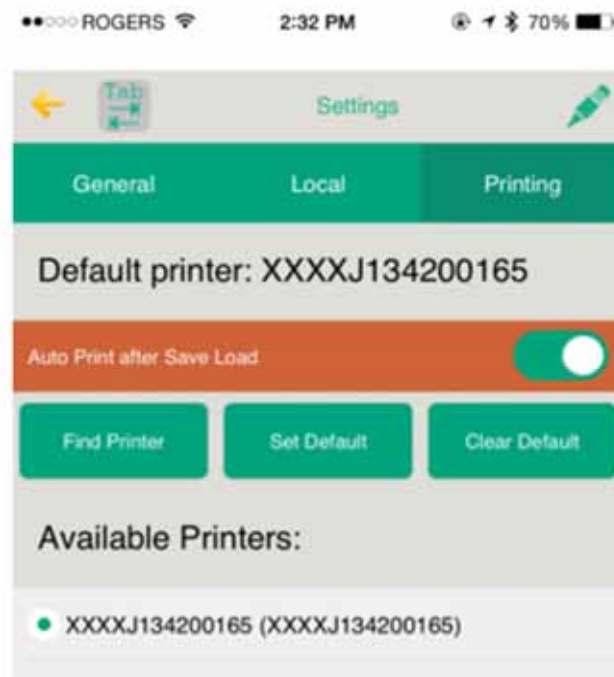 ROGERS 2:32 PM 70%
Tab Settings
General Local Printing
Default printer: XXXXJ134200165
Auto Print after Save Load
Find Printer Set Default Clear Default
Available Printers:
XXXXJ134200165 (XXXXJ134200165)